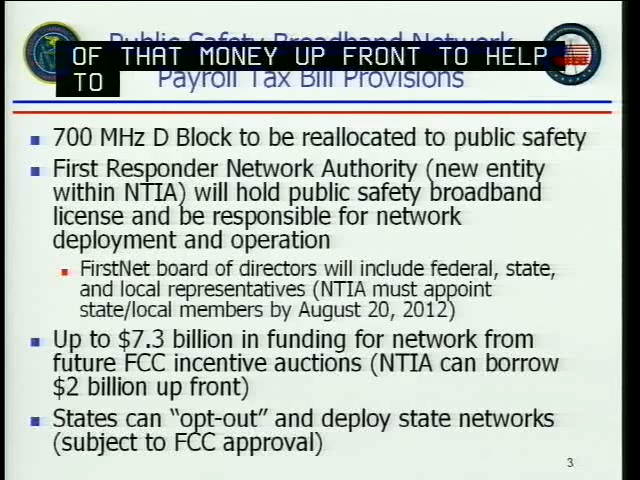 Public Safety Broadband Network
OF THAT MONEY UP FRONT TO HELP
TO
Payroll Tax Bill Provisions
700 MHz D Block to be reallocated to public safety
First Responder Network Authority (new entity
within NTIA) will hold public safety broadband
license and be responsible for network
deployment and operation
FirstNet board of directors will include federal, state,
and local representatives (NTIA must appoint
state/local members by August 20, 2012)
Up to $7.3 billion in funding for network from
future FCC incentive auctions (NTIA can borrow
$2 billion up front)
States can “opt-out” and deploy state networks
(subject to FCC approval)
3